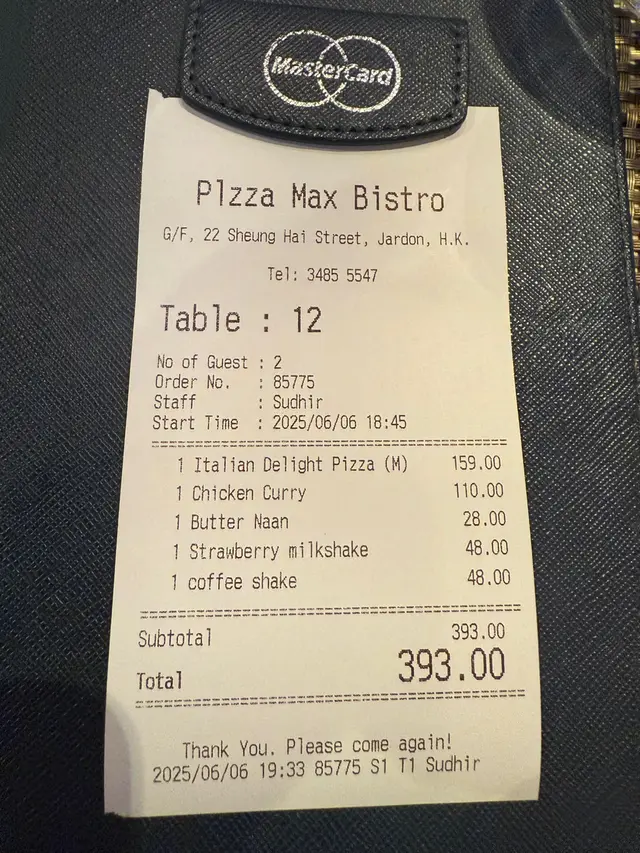 MasterCard
Plzza Max Bistro
G/F, 22 Sheung Hai Street, Jardon, H.K.
Tel: 3485 5547
Table : 12
No of Guest : 2
Order No. : 85775
Staff : Sudhir
Start Time : 2025/06/06 18:45
1 Italian Delight Pizza (M) 159.00
1 Chicken Curry 110.00
1 Butter Naan 28.00
1 Strawberry milkshake 48.00
1 coffee shake 48.00
Subtotal 393.00
Total 393.00
Thank You. Please come again!
2025/06/06 19:33 85775 S1 T1 Sudhir